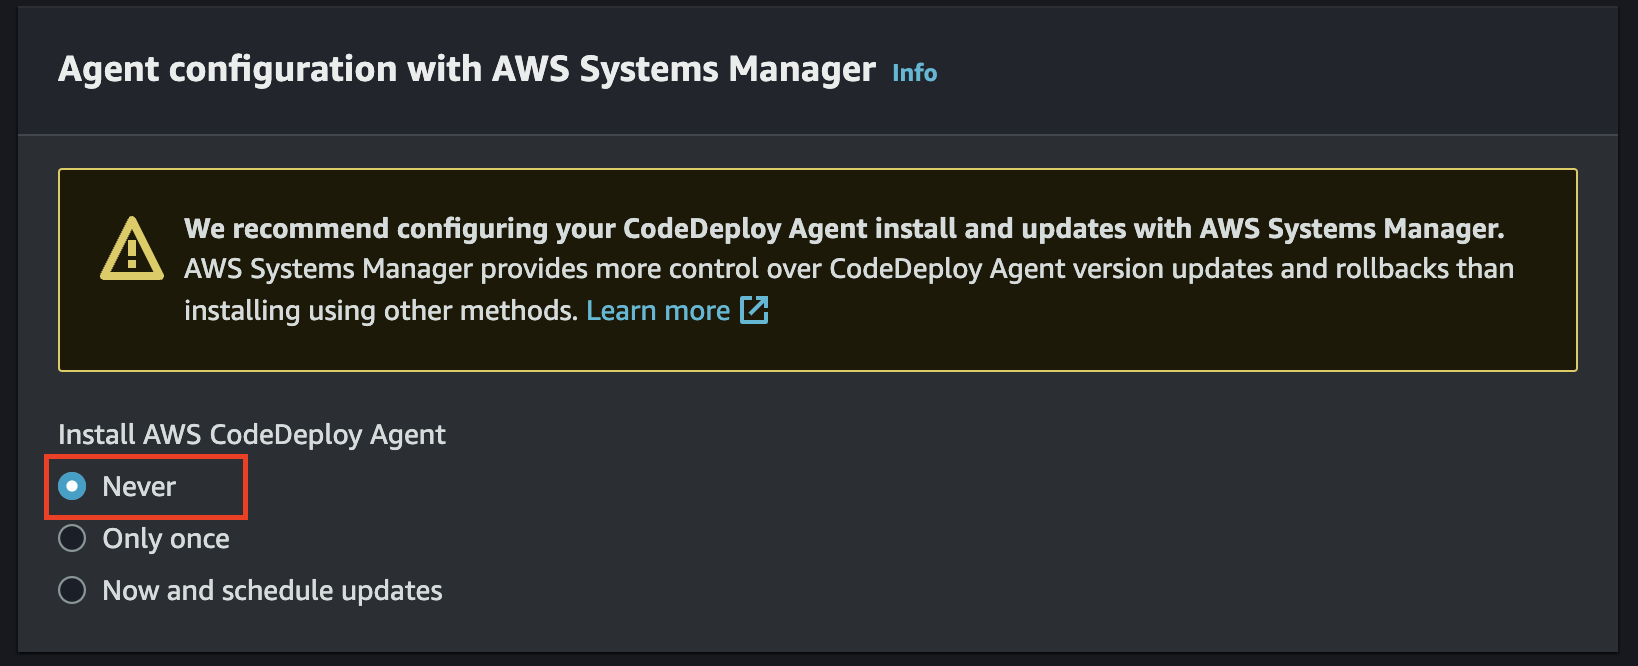 Agent configuration with AWS Systems Manager Info
We recommend configuring your CodeDeploy Agent install and updates with AWS Systems Manager.
AWS Systems Manager provides more control over CodeDeploy Agent version updates and rollbacks than
installing using other methods. Learn more
Install AWS CodeDeploy Agent
Never
Only once
Now and schedule updates